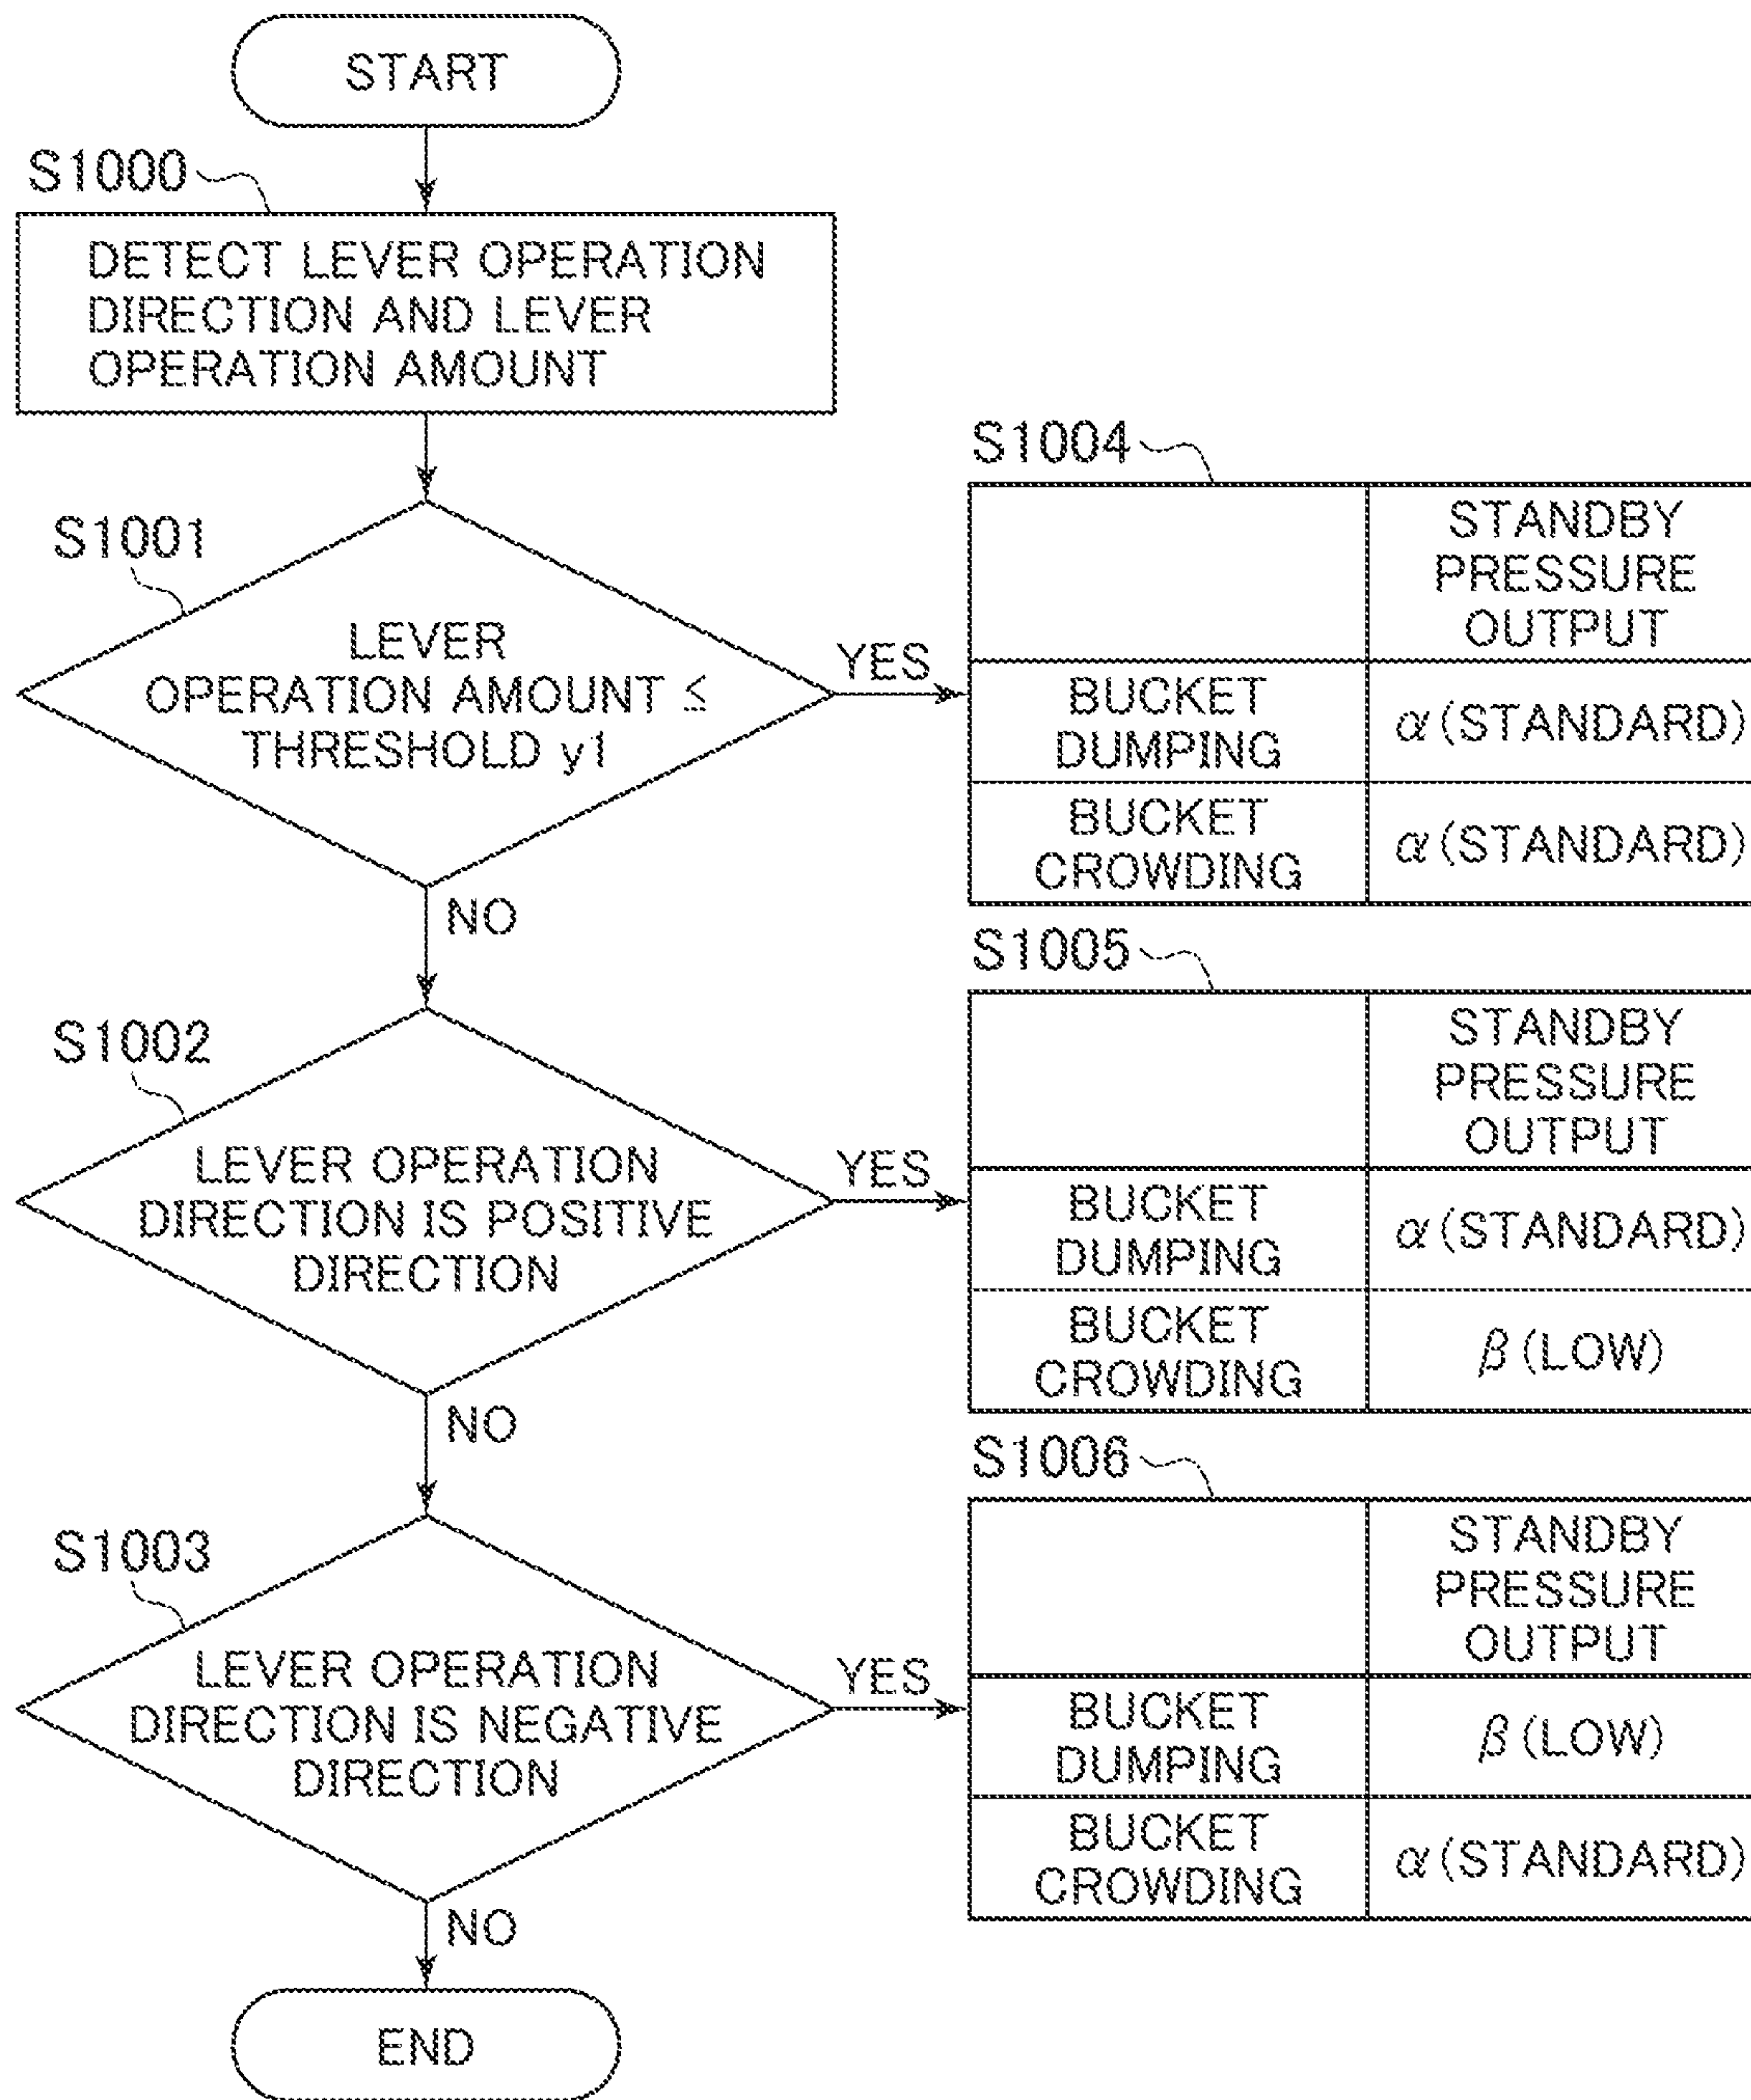 START
S1000
DETECT LEVER OPERATION
DIRECTION AND LEVER
OPERATION AMOUNT
S1001
LEVER
OPERATION AMOUNT ≤
THRESHOLD y1
YES
NO
S1004
STANDBY
PRESSURE
OUTPUT
BUCKET
DUMPING
α (STANDARD)
BUCKET
CROWDING
α (STANDARD)
S1002
LEVER OPERATION
DIRECTION IS POSITIVE
DIRECTION
YES
NO
S1005
STANDBY
PRESSURE
OUTPUT
BUCKET
DUMPING
α (STANDARD)
BUCKET
CROWDING
β (LOW)
S1003
LEVER OPERATION
DIRECTION IS NEGATIVE
DIRECTION
YES
NO
S1006
STANDBY
PRESSURE
OUTPUT
BUCKET
DUMPING
β (LOW)
BUCKET
CROWDING
α (STANDARD)
END